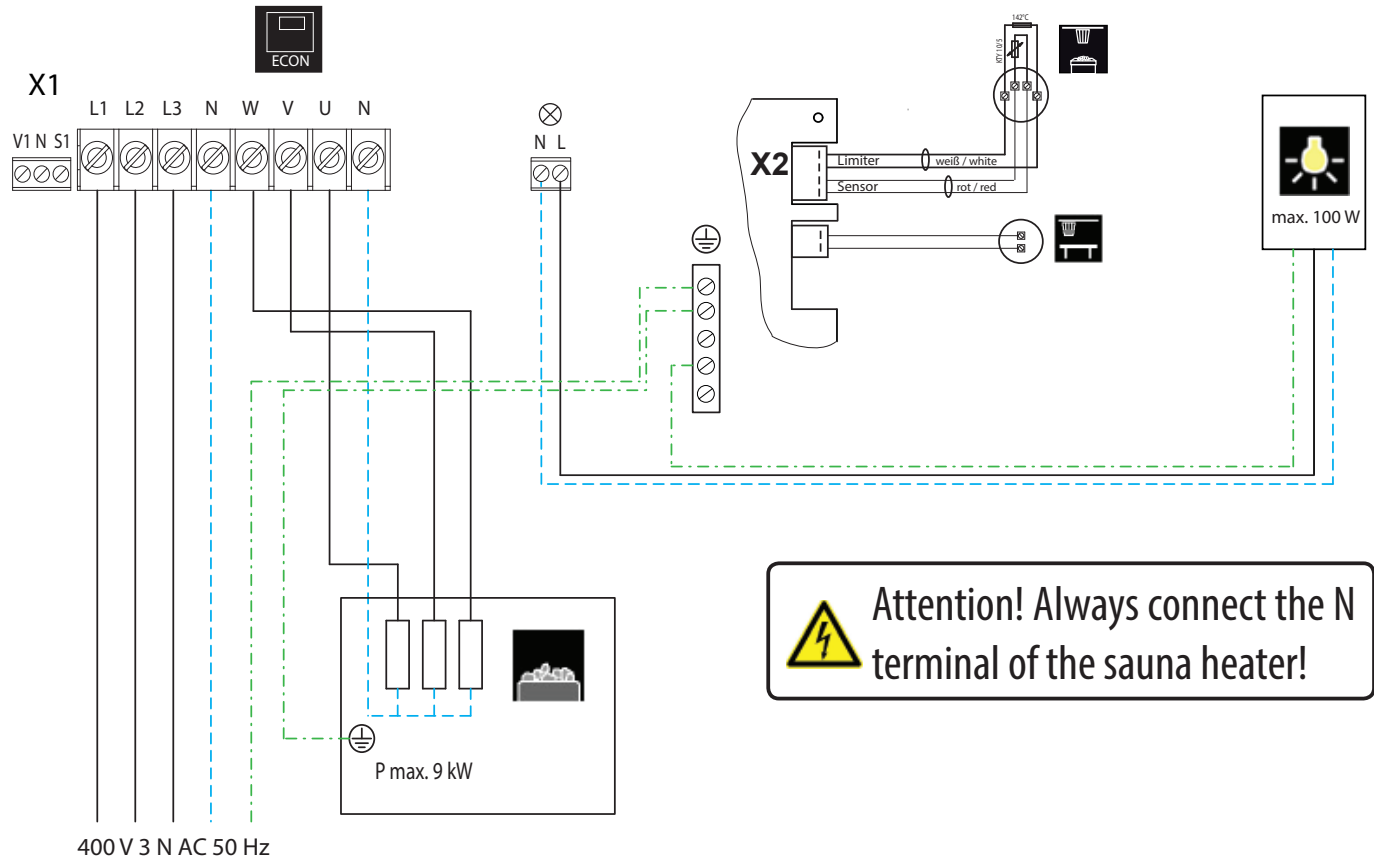 ECON
X1
L1 L2 L3 N W V U N
V1 N S1
N L
142°C
KTY 10/5
X2
Limiter weiß / white
Sensor rot / red
max. 100 W
Attention! Always connect the N
terminal of the sauna heater!
P max. 9 kW
400 V 3 N AC 50 Hz